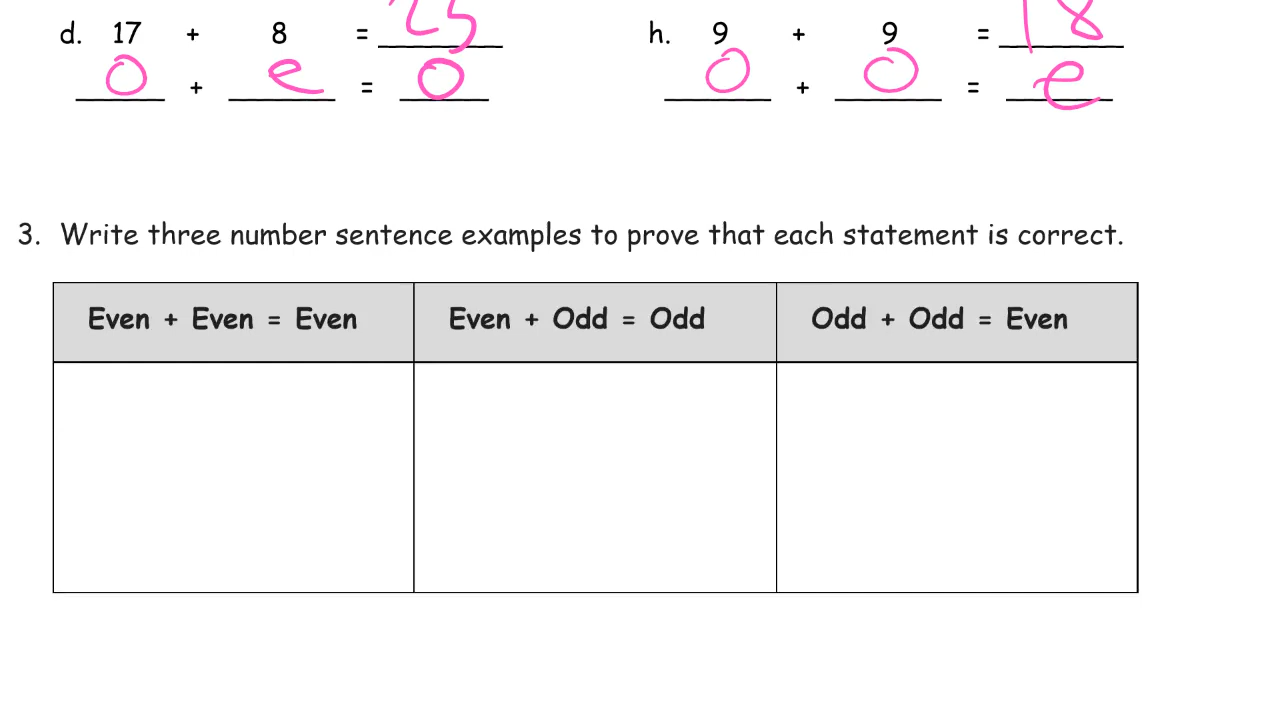 d. 17 + 8 = 25 h. 9 + 9 = 18
o + e = o o + o = e
3. Write three number sentence examples to prove that each statement is correct.
Even + Even = Even Even + Odd = Odd Odd + Odd = Even